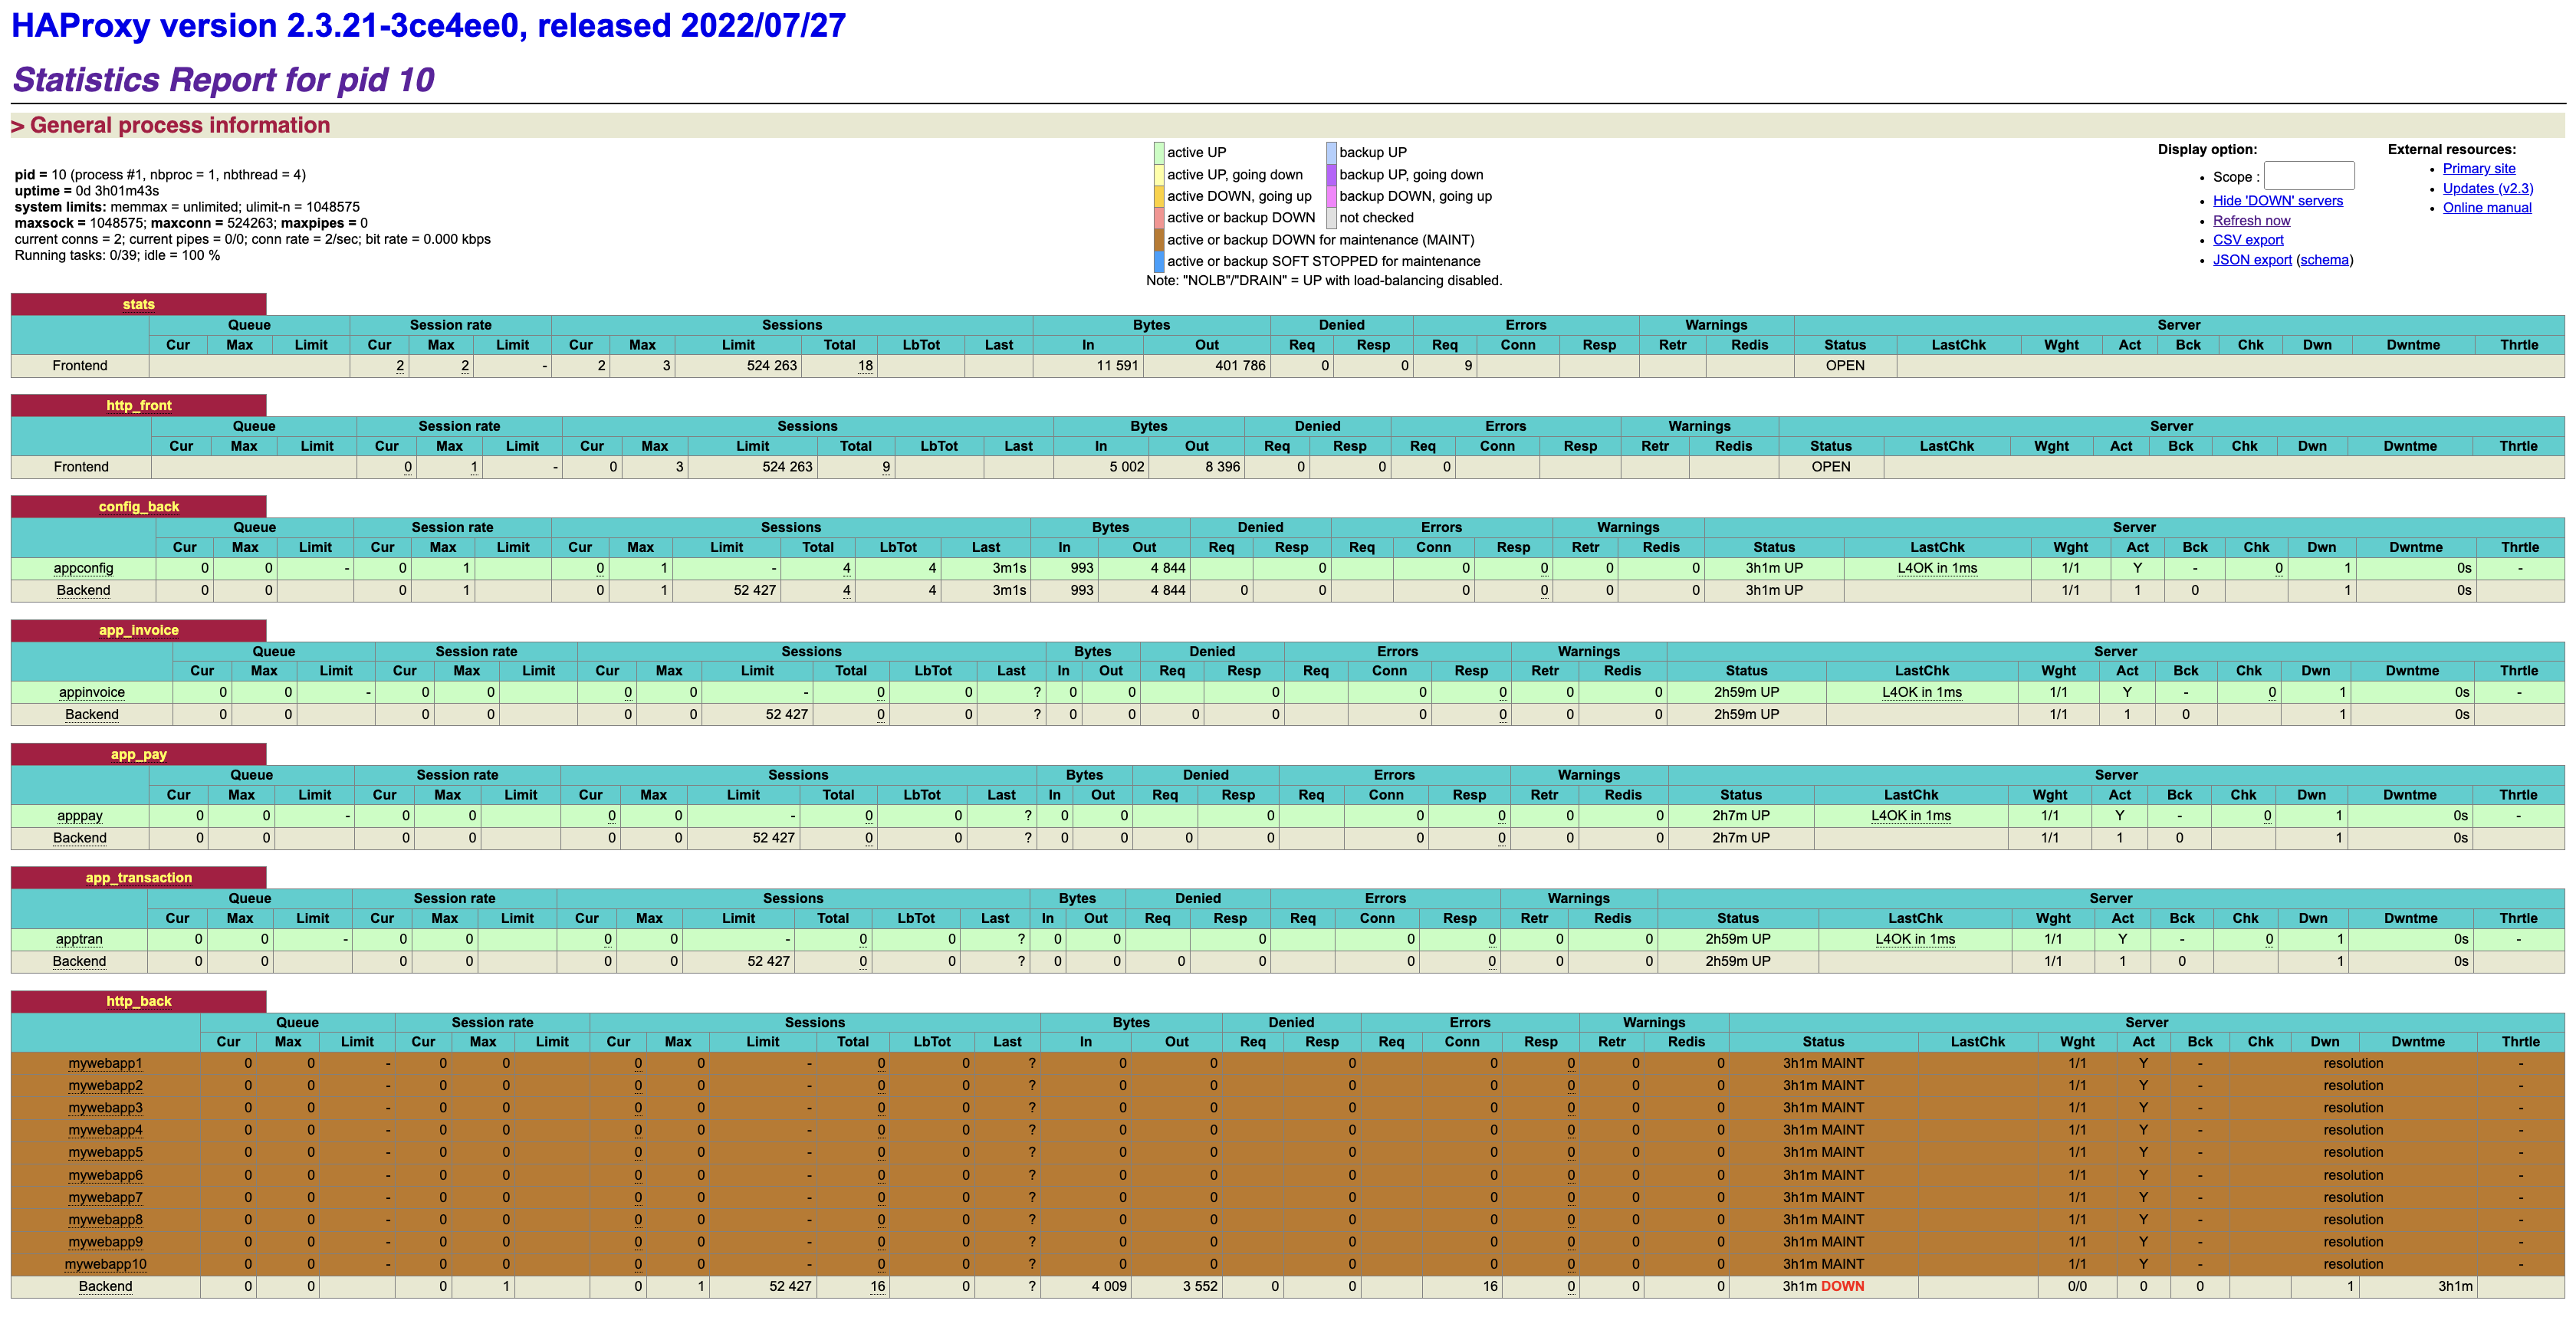 HAProxy version 2.3.21-3ce4ee0, released 2022/07/27
Statistics Report for pid 10
> General process information
pid = 10 (process #1, nbproc = 1, nbthread = 4)
uptime = 0d 3h01m43s
system limits: memmax = unlimited; ulimit-n = 1048575
maxsock = 1048575; maxconn = 524263; maxpipes = 0
current conns = 2; current pipes = 0/0; conn rate = 2/sec; bit rate = 0.000 kbps
Running tasks: 0/39; idle = 100 %
active UP backup UP
active UP, going down backup UP, going down
active DOWN, going up backup DOWN, going up
active or backup DOWN not checked
active or backup DOWN for maintenance (MAINT)
active or backup SOFT STOPPED for maintenance
Note: "NOLB"/"DRAIN" = UP with load-balancing disabled.
Display option:
• Scope :
• Hide 'DOWN' servers
• Refresh now
• CSV export
• JSON export (schema)
External resources:
• Primary site
• Updates (v2.3)
• Online manual
stats
Queue Session rate Sessions Bytes Denied Errors Warnings Server
Cur Max Limit Cur Max Limit Cur Max Limit Total LbTot Last In Out Req Resp Req Conn Resp Retr Redis Status LastChk Wght Act Bck Chk Dwn Dwntme Thrtle
Frontend 2 2 - 2 3 524 263 18 11 591 401 786 0 0 9 OPEN
http_front
Queue Session rate Sessions Bytes Denied Errors Warnings Server
Cur Max Limit Cur Max Limit Cur Max Limit Total LbTot Last In Out Req Resp Req Conn Resp Retr Redis Status LastChk Wght Act Bck Chk Dwn Dwntme Thrtle
Frontend 0 1 - 0 3 524 263 9 5 002 8 396 0 0 0 OPEN
config_back
Queue Session rate Sessions Bytes Denied Errors Warnings Server
Cur Max Limit Cur Max Limit Cur Max Limit Total LbTot Last In Out Req Resp Req Conn Resp Retr Redis Status LastChk Wght Act Bck Chk Dwn Dwntme Thrtle
appconfig 0 0 - 0 1 0 1 - 4 4 3m1s 993 4 844 0 0 0 0 0 3h1m UP L4OK in 1ms 1/1 Y - 0 1 0s -
Backend 0 0 0 1 0 1 52 427 4 4 3m1s 993 4 844 0 0 0 0 0 0 3h1m UP 1/1 1 0 1 0s
app_invoice
Queue Session rate Sessions Bytes Denied Errors Warnings Server
Cur Max Limit Cur Max Limit Cur Max Limit Total LbTot Last In Out Req Resp Req Conn Resp Retr Redis Status LastChk Wght Act Bck Chk Dwn Dwntme Thrtle
appinvoice 0 0 - 0 0 0 0 - 0 0 ? 0 0 0 0 0 0 0 2h59m UP L4OK in 1ms 1/1 Y - 0 1 0s -
Backend 0 0 0 0 0 0 52 427 0 0 ? 0 0 0 0 0 0 0 0 2h59m UP 1/1 1 0 1 0s
app_pay
Queue Session rate Sessions Bytes Denied Errors Warnings Server
Cur Max Limit Cur Max Limit Cur Max Limit Total LbTot Last In Out Req Resp Req Conn Resp Retr Redis Status LastChk Wght Act Bck Chk Dwn Dwntme Thrtle
apppay 0 0 - 0 0 0 0 - 0 0 ? 0 0 0 0 0 0 0 2h7m UP L4OK in 1ms 1/1 Y - 0 1 0s -
Backend 0 0 0 0 0 0 52 427 0 0 ? 0 0 0 0 0 0 0 0 2h7m UP 1/1 1 0 1 0s
app_transaction
Queue Session rate Sessions Bytes Denied Errors Warnings Server
Cur Max Limit Cur Max Limit Cur Max Limit Total LbTot Last In Out Req Resp Req Conn Resp Retr Redis Status LastChk Wght Act Bck Chk Dwn Dwntme Thrtle
apptran 0 0 - 0 0 0 0 - 0 0 ? 0 0 0 0 0 0 0 2h59m UP L4OK in 1ms 1/1 Y - 0 1 0s -
Backend 0 0 0 0 0 0 52 427 0 0 ? 0 0 0 0 0 0 0 0 2h59m UP 1/1 1 0 1 0s
http_back
Queue Session rate Sessions Bytes Denied Errors Warnings Server
Cur Max Limit Cur Max Limit Cur Max Limit Total LbTot Last In Out Req Resp Req Conn Resp Retr Redis Status LastChk Wght Act Bck Chk Dwn Dwntme Thrtle
mywebapp1 0 0 - 0 0 0 0 - 0 0 ? 0 0 0 0 0 0 0 3h1m MAINT 1/1 Y - resolution -
mywebapp2 0 0 - 0 0 0 0 - 0 0 ? 0 0 0 0 0 0 0 3h1m MAINT 1/1 Y - resolution -
mywebapp3 0 0 - 0 0 0 0 - 0 0 ? 0 0 0 0 0 0 0 3h1m MAINT 1/1 Y - resolution -
mywebapp4 0 0 - 0 0 0 0 - 0 0 ? 0 0 0 0 0 0 0 3h1m MAINT 1/1 Y - resolution -
mywebapp5 0 0 - 0 0 0 0 - 0 0 ? 0 0 0 0 0 0 0 3h1m MAINT 1/1 Y - resolution -
mywebapp6 0 0 - 0 0 0 0 - 0 0 ? 0 0 0 0 0 0 0 3h1m MAINT 1/1 Y - resolution -
mywebapp7 0 0 - 0 0 0 0 - 0 0 ? 0 0 0 0 0 0 0 3h1m MAINT 1/1 Y - resolution -
mywebapp8 0 0 - 0 0 0 0 - 0 0 ? 0 0 0 0 0 0 0 3h1m MAINT 1/1 Y - resolution -
mywebapp9 0 0 - 0 0 0 0 - 0 0 ? 0 0 0 0 0 0 0 3h1m MAINT 1/1 Y - resolution -
mywebapp10 0 0 - 0 0 0 0 - 0 0 ? 0 0 0 0 0 0 0 3h1m MAINT 1/1 Y - resolution -
Backend 0 0 0 1 0 1 52 427 16 0 ? 4 009 3 552 0 0 16 0 0 0 3h1m DOWN 0/0 0 0 1 3h1m